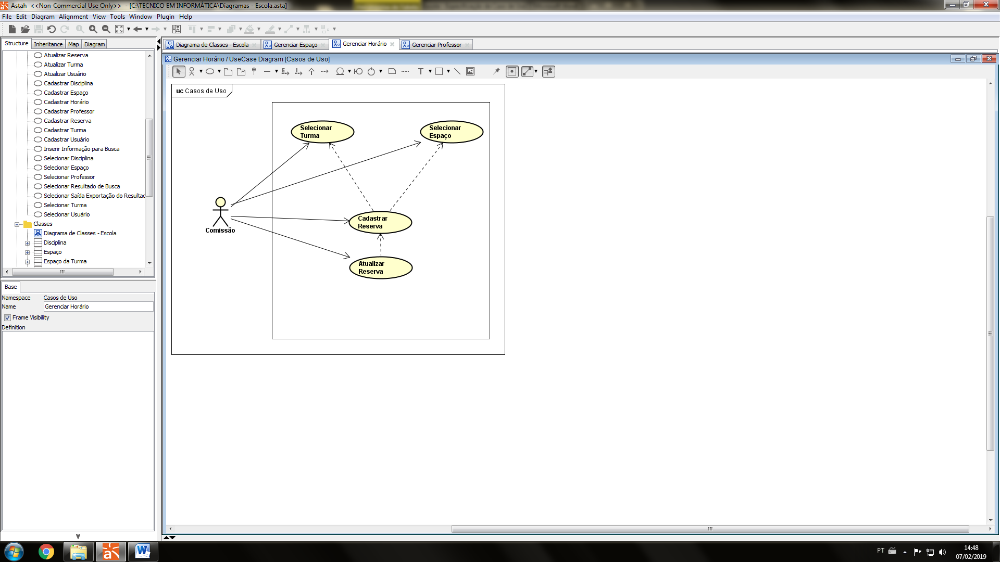 Astah <<Non-Commercial Use Only>> - [C:\TECNICO EM INFORMÁTICA\Diagramas - Escola.asta]
File Edit Diagram Alignment View Tools Window Plugin Help
Structure Inheritance Map Diagram
Diagrama de Classes - Escola Gerenciar Espaço Gerenciar Horário Gerenciar Professor
Gerenciar Horário / UseCase Diagram [Casos de Uso]
Atualizar Reserva
Atualizar Turma
Atualizar Usuário
Cadastrar Disciplina
Cadastrar Espaço
Cadastrar Horário
Cadastrar Professor
Cadastrar Reserva
Cadastrar Turma
Cadastrar Usuário
Inserir Informação para Busca
Selecionar Disciplina
Selecionar Espaço
Selecionar Professor
Selecionar Resultado de Busca
Selecionar Saída Exportação do Resultad
Selecionar Turma
Selecionar Usuário
Classes
Diagrama de Classes - Escola
Disciplina
Espaço
Espaço da Turma
Base
Namespace Casos de Uso
Name Gerenciar Horário
Frame Visibility
Definition
uc Casos de Uso
Selecionar
Turma
Selecionar
Espaço
Comissão
Cadastrar
Reserva
Atualizar
Reserva
PT
14:48
07/02/2019